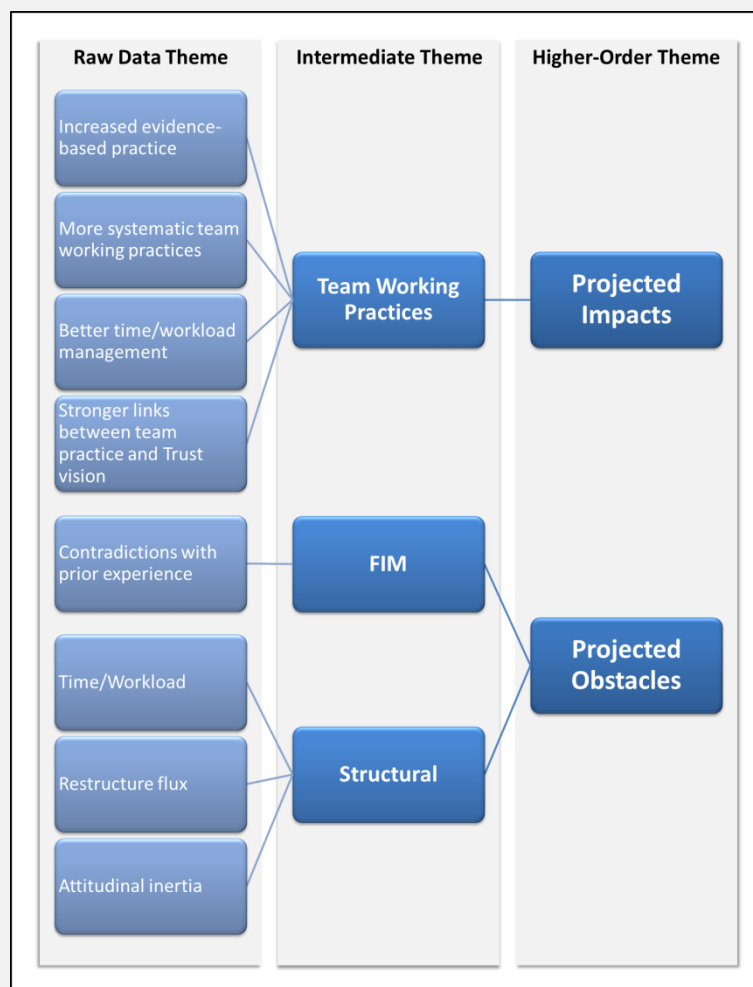 Raw Data Theme
Intermediate Theme
Higher-Order Theme
Increased evidence-
based practice
More systematic team
working practices
Better time/workload
management
Stronger links
between team
practice and Trust
vision
Contradictions with
prior experience
Time/Workload
Restructure flux
Attitudinal inertia
Team Working
Practices
FIM
Structural
Projected
Impacts
Projected
Obstacles